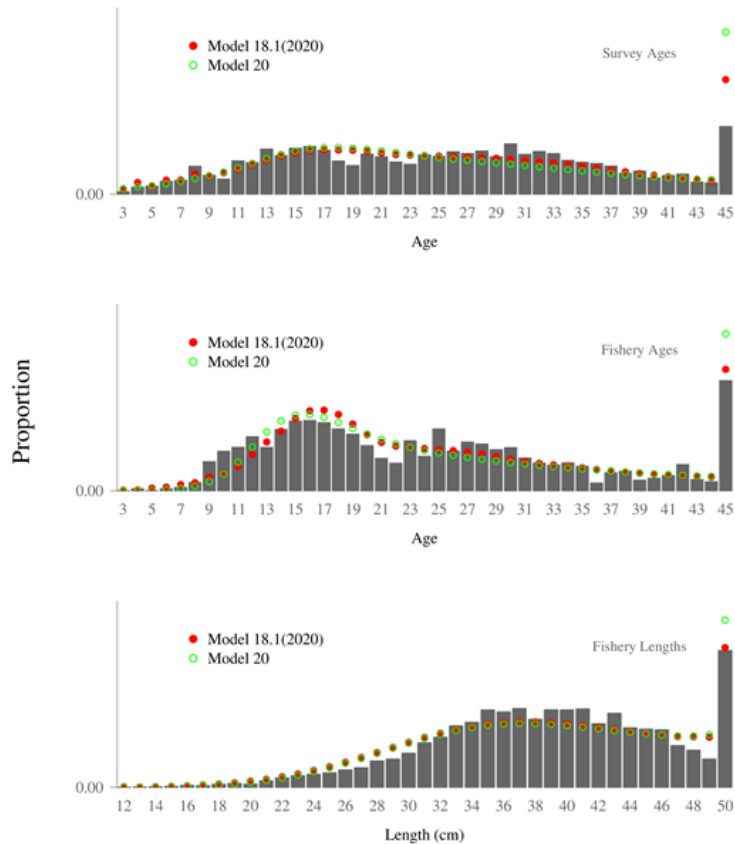 Model 18.1(2020)
Model 20
Survey Ages
0.00
3 5 7 9 11 13 15 17 19 21 23 25 27 29 31 33 35 37 39 41 43 45
Age
Proportion
Model 18.1(2020)
Model 20
Fishery Ages
0.00
3 5 7 9 11 13 15 17 19 21 23 25 27 29 31 33 35 37 39 41 43 45
Age
Model 18.1(2020)
Model 20
Fishery Lengths
0.00
12 14 16 18 20 22 24 26 28 30 32 34 36 38 40 42 44 46 48 50
Length (cm)